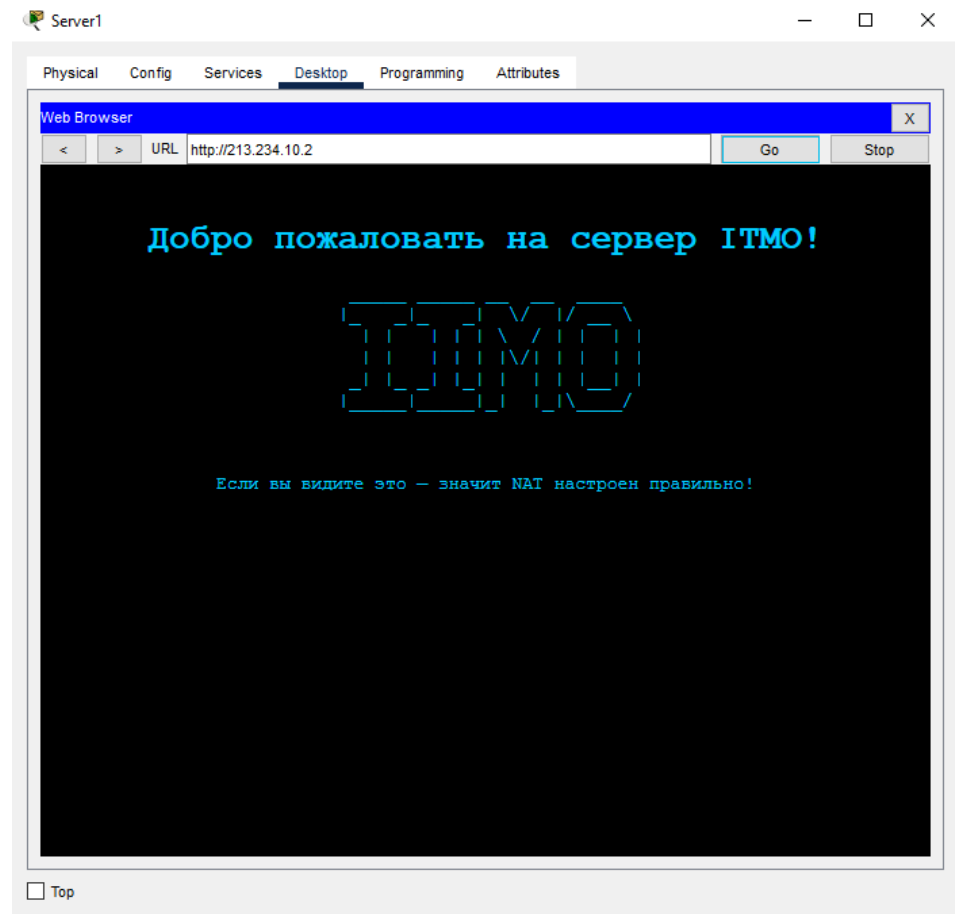 Server1
Physical Config Services Desktop Programming Attributes
Web Browser
X
< > URL http://213.234.10.2 Go Stop
Добро пожаловать на сервер ITMO!
Если вы видите это — значит NAT настроен правильно!
Top